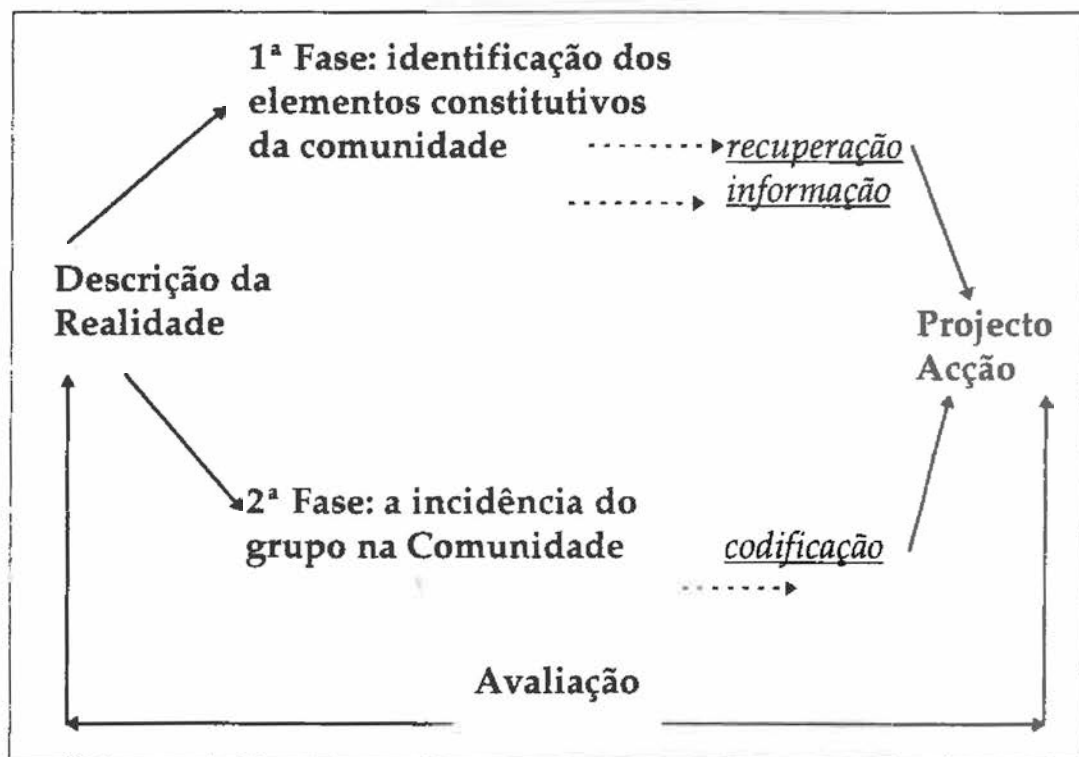 1ª Fase: identificação dos
elementos constitutivos
da comunidade
recuperação
informação
Descrição da
Realidade
Projecto
Acção
2ª Fase: a incidência do
grupo na Comunidade
codificação
Avaliação